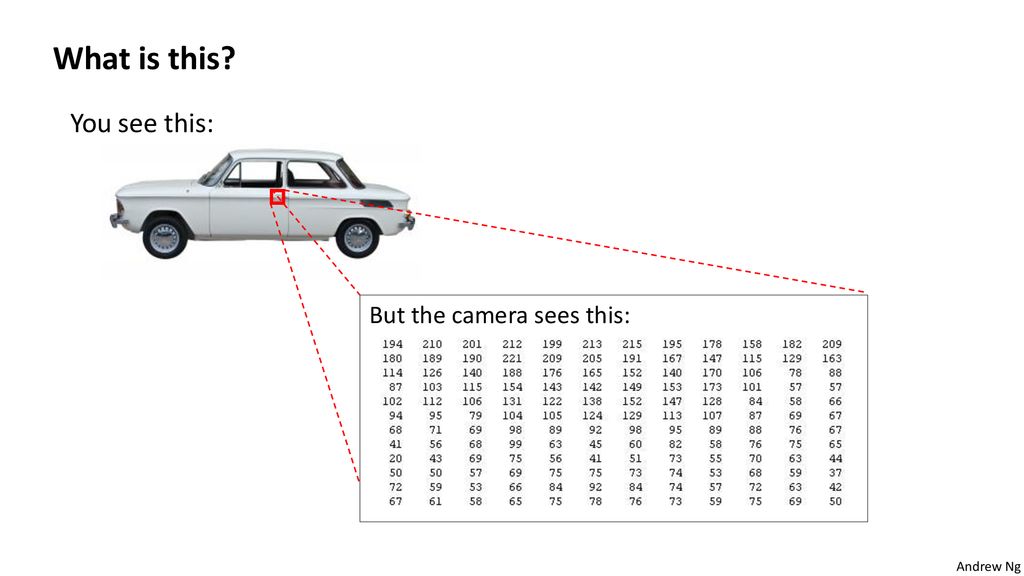 What is this?
You see this:
But the camera sees this:
194 210 201 212 199 213 215 195 178 158 182 209
180 189 190 221 209 205 191 167 147 115 129 163
114 126 140 188 176 165 152 140 170 106 78 88
87 103 115 154 143 142 149 153 173 101 57 57
102 112 106 131 122 138 152 147 128 84 58 66
94 95 79 104 105 124 129 113 107 87 69 67
68 71 69 98 89 92 98 95 89 88 76 67
41 56 68 99 63 45 60 82 58 76 75 65
20 43 69 75 56 41 51 73 55 70 63 44
50 50 57 69 75 75 73 74 53 68 59 37
72 59 53 66 84 92 84 74 57 72 63 42
67 61 58 65 75 78 76 73 59 75 69 50
Andrew Ng